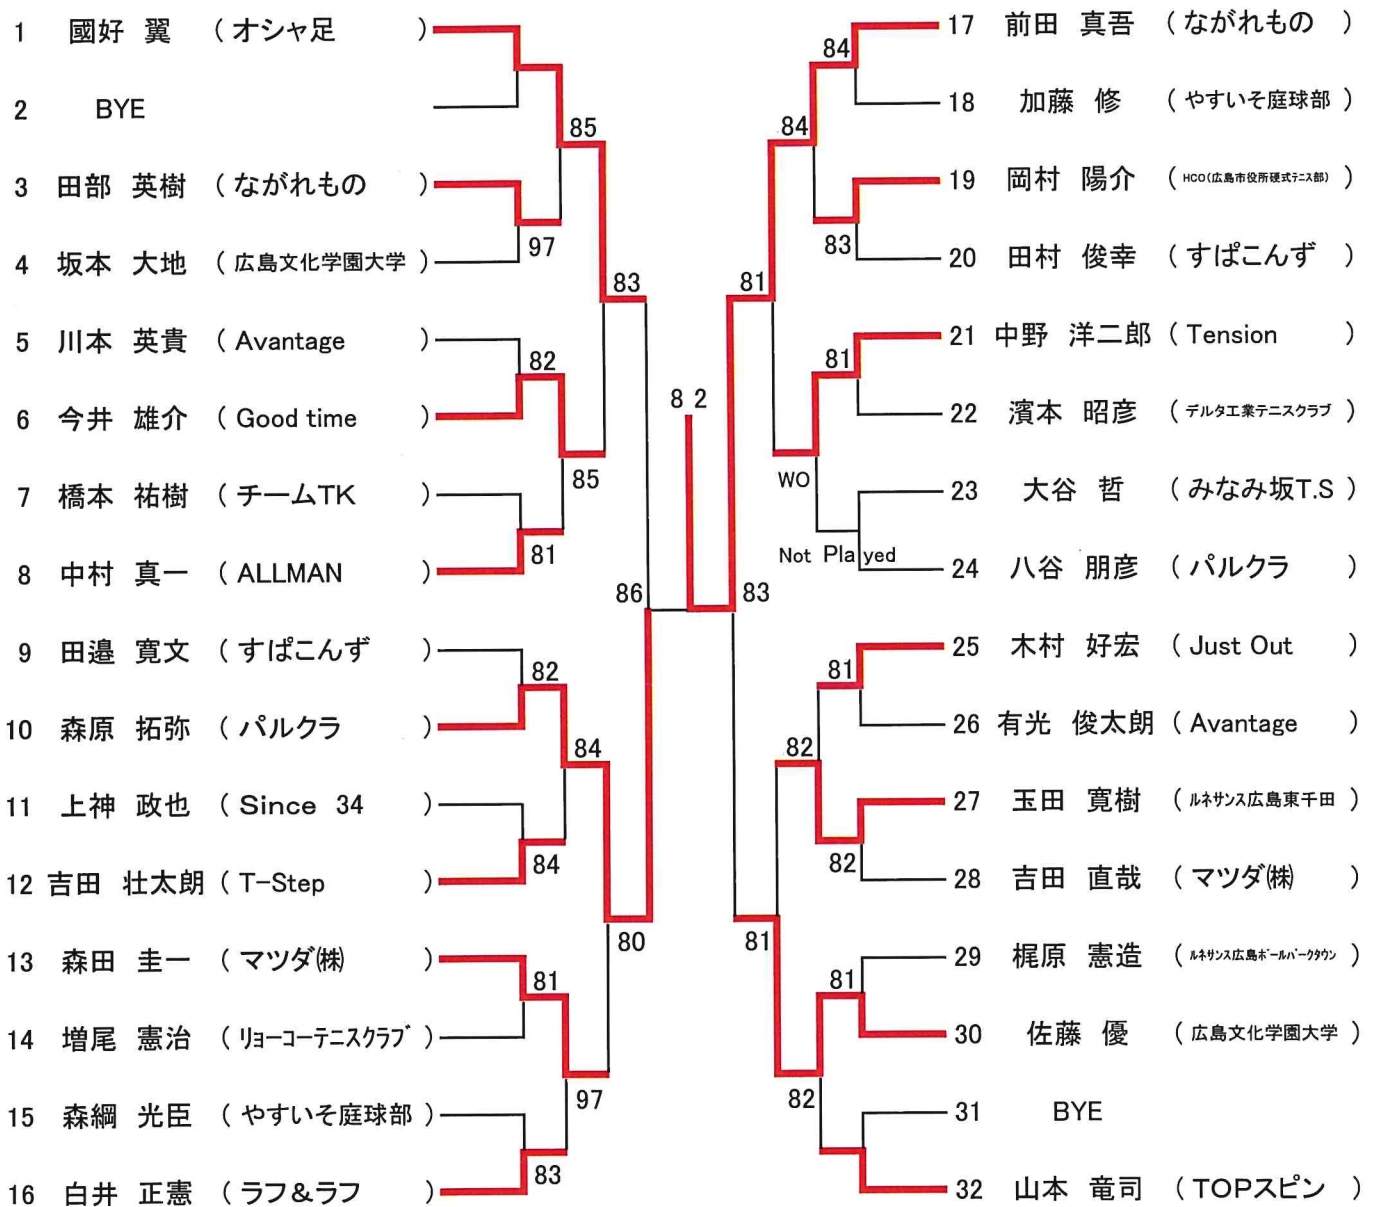 1 國好 翼 （ オシャ足 ）
2 BYE
3 田部 英樹 （ ながれもの ）
4 坂本 大地 （ 広島文化学園大学 ）
5 川本 英貴 （ Avantage ）
6 今井 雄介 （ Good time ）
7 橋本 祐樹 （ チームTK ）
8 中村 真一 （ ALLMAN ）
9 田邉 寛文 （ すぱこんず ）
10 森原 拓弥 （ パルクラ ）
11 上神 政也 （ Since 34 ）
12 吉田 壮太朗 （ T-Step ）
13 森田 圭一 （ マツダ㈱ ）
14 増尾 憲治 （ リョーコーテニスクラブ ）
15 森綱 光臣 （ やすいそ庭球部 ）
16 白井 正憲 （ ラフ＆ラフ ）
97
82
81
82
84
81
83
85
85
84
97
83
80
86
8 2
83
81
81
84
WO
Not Played
82
82
84
83
81
81
82
81
17 前田 真吾 （ ながれもの ）
18 加藤 修 （ やすいそ庭球部 ）
19 岡村 陽介 （ HCO(広島市役所硬式テニス部) ）
20 田村 俊幸 （ すぱこんず ）
21 中野 洋二郎 （ Tension ）
22 濱本 昭彦 （ デルタ工業テニスクラブ ）
23 大谷 哲 （ みなみ坂T.S ）
24 八谷 朋彦 （ パルクラ ）
25 木村 好宏 （ Just Out ）
26 有光 俊太朗 （ Avantage ）
27 玉田 寛樹 （ ルネサンス広島東千田 ）
28 吉田 直哉 （ マツダ㈱ ）
29 梶原 憲造 （ ルネサンス広島ボールパークタウン ）
30 佐藤 優 （ 広島文化学園大学 ）
31 BYE
32 山本 竜司 （ TOPスピン ）